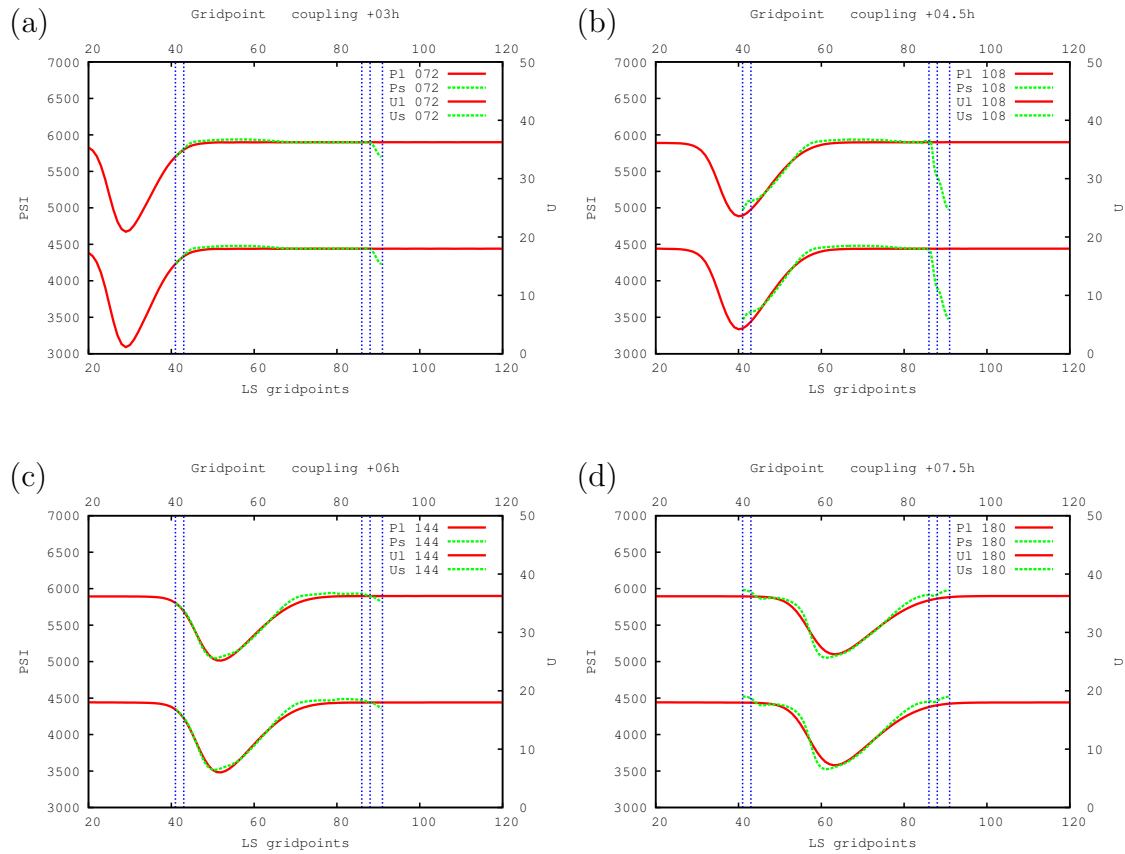 (a)
Gridpoint coupling +03h
20 40 60 80 100 120
7000
6500
6000
5500
5000
4500
4000
3500
3000
PSI
50
40
30
20
10
0
U
Pl 072
Ps 072
Ul 072
Us 072
20 40 60 80 100 120
LS gridpoints
(b)
Gridpoint coupling +04.5h
20 40 60 80 100 120
7000
6500
6000
5500
5000
4500
4000
3500
3000
PSI
50
40
30
20
10
0
U
Pl 108
Ps 108
Ul 108
Us 108
20 40 60 80 100 120
LS gridpoints
(c)
Gridpoint coupling +06h
20 40 60 80 100 120
7000
6500
6000
5500
5000
4500
4000
3500
3000
PSI
50
40
30
20
10
0
U
Pl 144
Ps 144
Ul 144
Us 144
20 40 60 80 100 120
LS gridpoints
(d)
Gridpoint coupling +07.5h
20 40 60 80 100 120
7000
6500
6000
5500
5000
4500
4000
3500
3000
PSI
50
40
30
20
10
0
U
Pl 180
Ps 180
Ul 180
Us 180
20 40 60 80 100 120
LS gridpoints